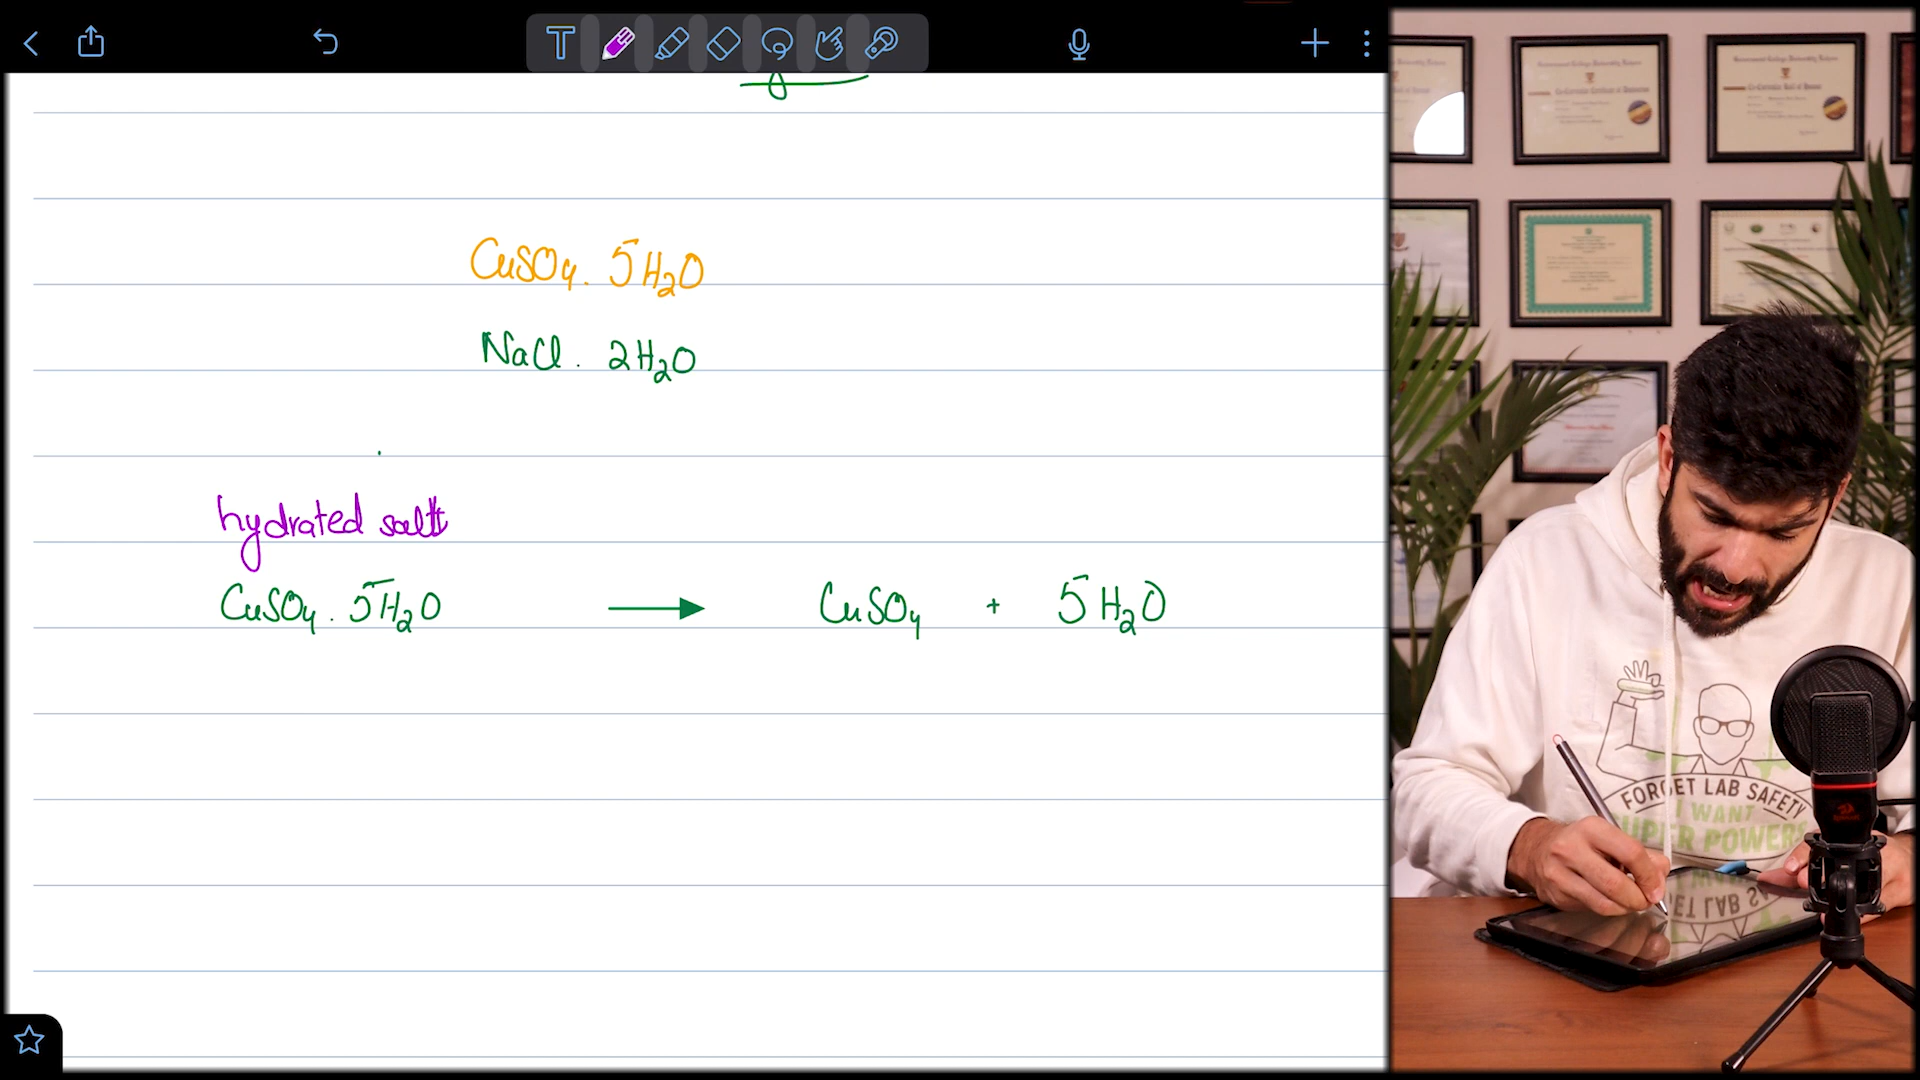 CuSO₄. 5H₂O
NaCl. 2H₂O
hydrated salt
CuSO₄. 5H₂O → CuSO₄ + 5H₂O
FORGET LAB SAFETY
I WANT
SUPER POWERS